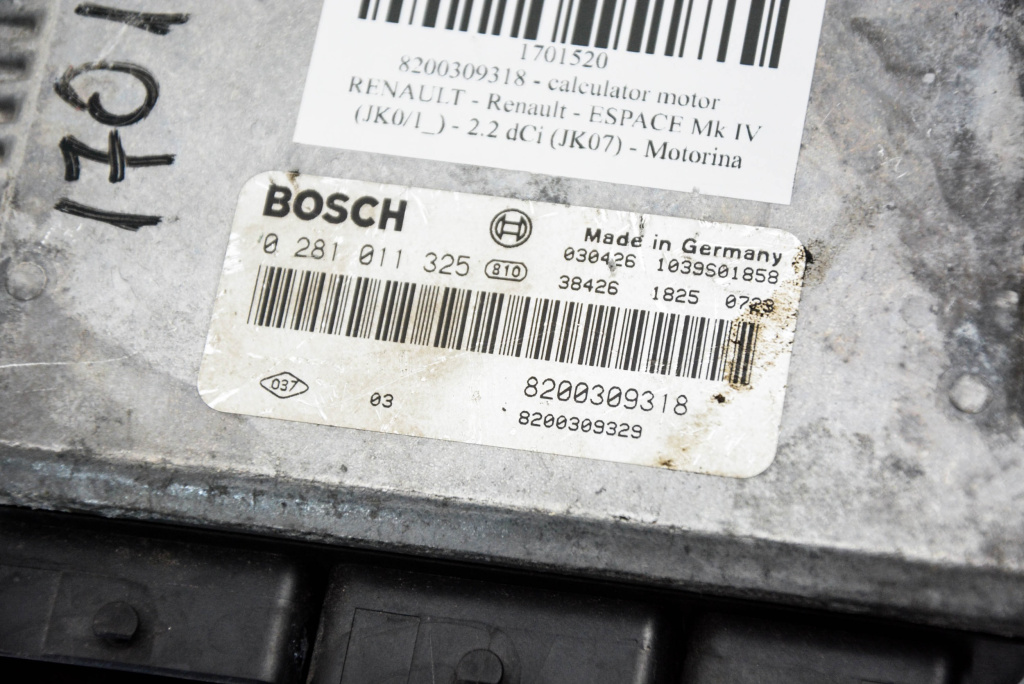 1701520
8200309318 - calculator motor
RENAULT - Renault - ESPACE Mk IV
(JK0/1_) - 2.2 dCi (JK07) - Motorina
1701
BOSCH
Made in Germany
0 281 011 325 810
030426 1039S01858
38426 1825
037
03
8200309318
8200309329